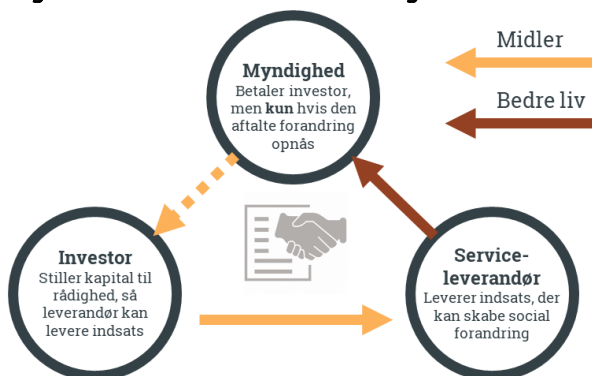 Myndighed
Betaler investor,
men kun hvis den
aftalte forandring
opnås
Midler
Bedre liv
Investor
Stiller kapital til
rådighed, så
leverandør kan
levere indsats
Service-
leverandør
Leverer indsats, der
kan skabe social
forandring